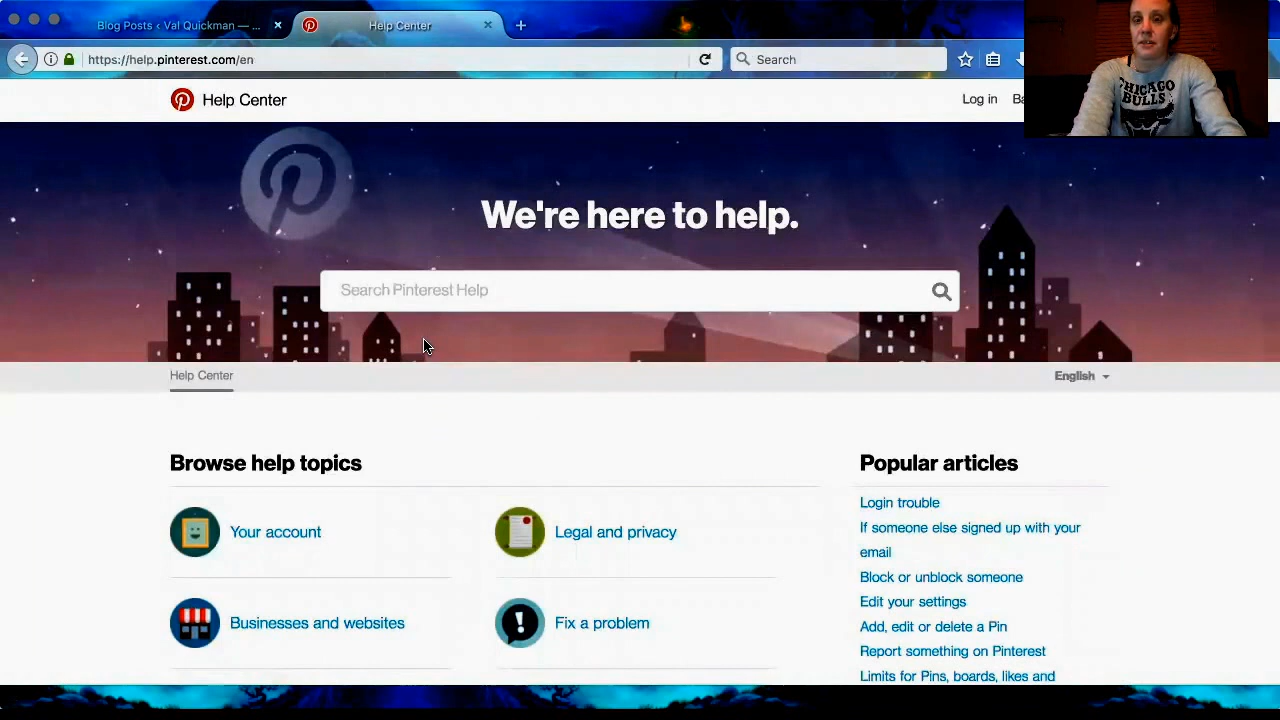 Blog Posts ‹ Val Quickman — ...
Help Center
https://help.pinterest.com/en
Search
Help Center
Log in
Ba
CHICAGO
BULLS
We're here to help.
Search Pinterest Help
Help Center
English
Browse help topics
Popular articles
Your account
Legal and privacy
Businesses and websites
Fix a problem
Login trouble
If someone else signed up with your
email
Block or unblock someone
Edit your settings
Add, edit or delete a Pin
Report something on Pinterest
Limits for Pins, boards, likes and